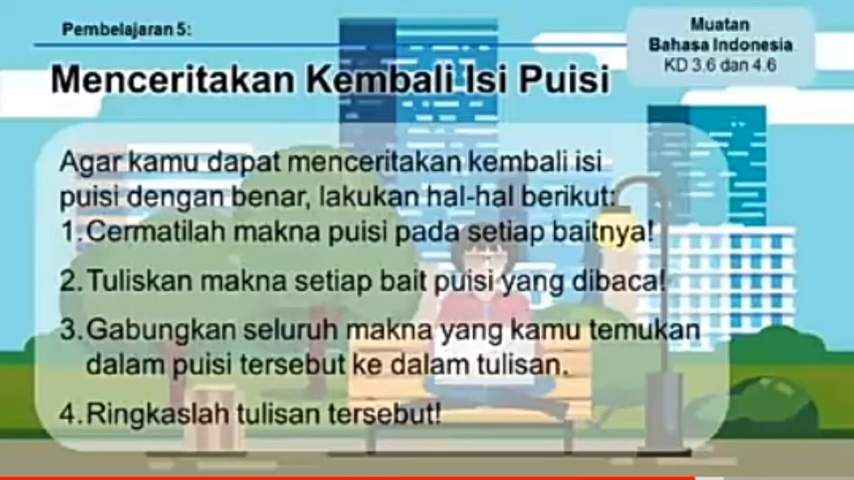 Pembelajaran 5:
Muatan
Bahasa Indonesia
KD 3.6 dan 4.6
Menceritakan Kembali Isi Puisi
Agar kamu dapat menceritakan kembali isi
puisi dengan benar, lakukan hal-hal berikut:
1. Cermatilah makna puisi pada setiap baitnya!
2. Tuliskan makna setiap bait puisi yang dibaca!
3. Gabungkan seluruh makna yang kamu temukan
dalam puisi tersebut ke dalam tulisan.
4. Ringkaslah tulisan tersebut!